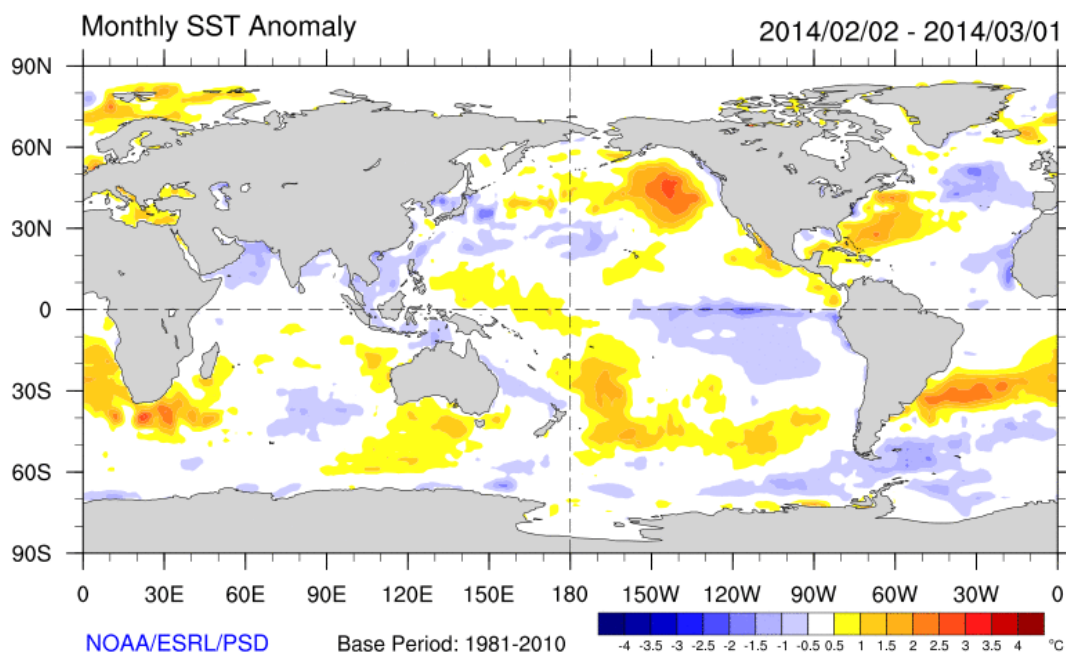 Monthly SST Anomaly 2014/02/02 - 2014/03/01
90N
60N
30N
0
30S
60S
90S
0 30E 60E 90E 120E 150E 180 150W 120W 90W 60W 30W 0
NOAA/ESRL/PSD Base Period: 1981-2010
-4 -3.5 -3 -2.5 -2 -1.5 -1 -0.5 0.5 1 1.5 2 2.5 3 3.5 4 °C